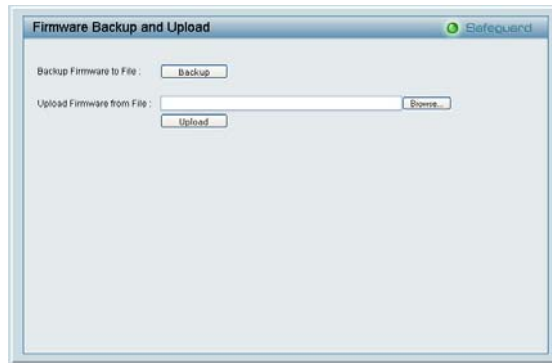 Firmware Backup and Upload
Safeguard
Backup Firmware to File :
Backup
Upload Firmware from File :
Browse...
Upload